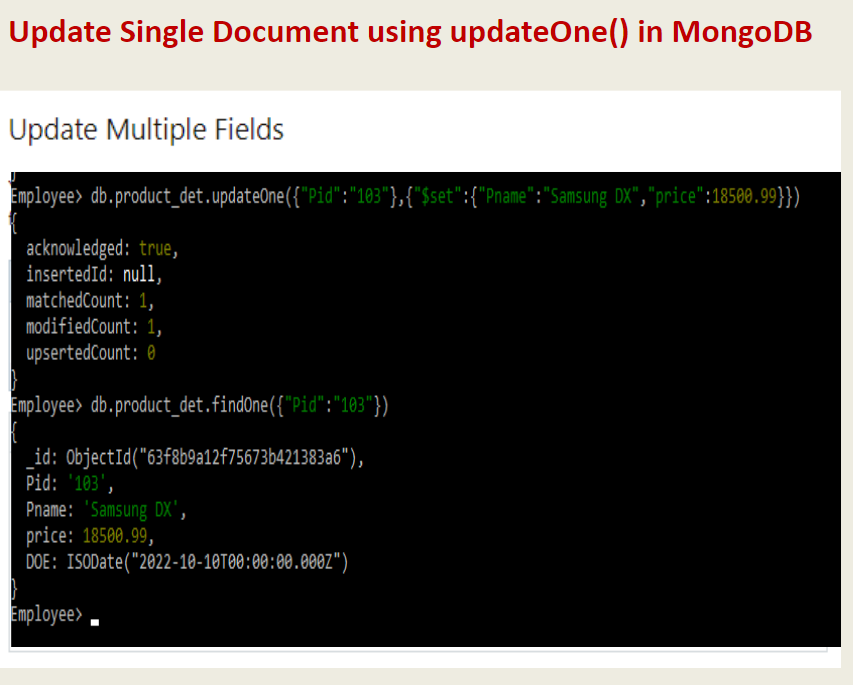 Update Single Document using updateOne() in MongoDB
Update Multiple Fields
}
Employee> db.product_det.updateOne({"Pid":"103"},{"$set":{"Pname":"Samsung DX","price":18500.99}})
{
  acknowledged: true,
  insertedId: null,
  matchedCount: 1,
  modifiedCount: 1,
  upsertedCount: 0
}
Employee> db.product_det.findOne({"Pid":"103"})
{
  _id: ObjectId("63f8b9a12f75673b421383a6"),
  Pid: '103',
  Pname: 'Samsung DX',
  price: 18500.99,
  DOE: ISODate("2022-10-10T00:00:00.000Z")
}
Employee>